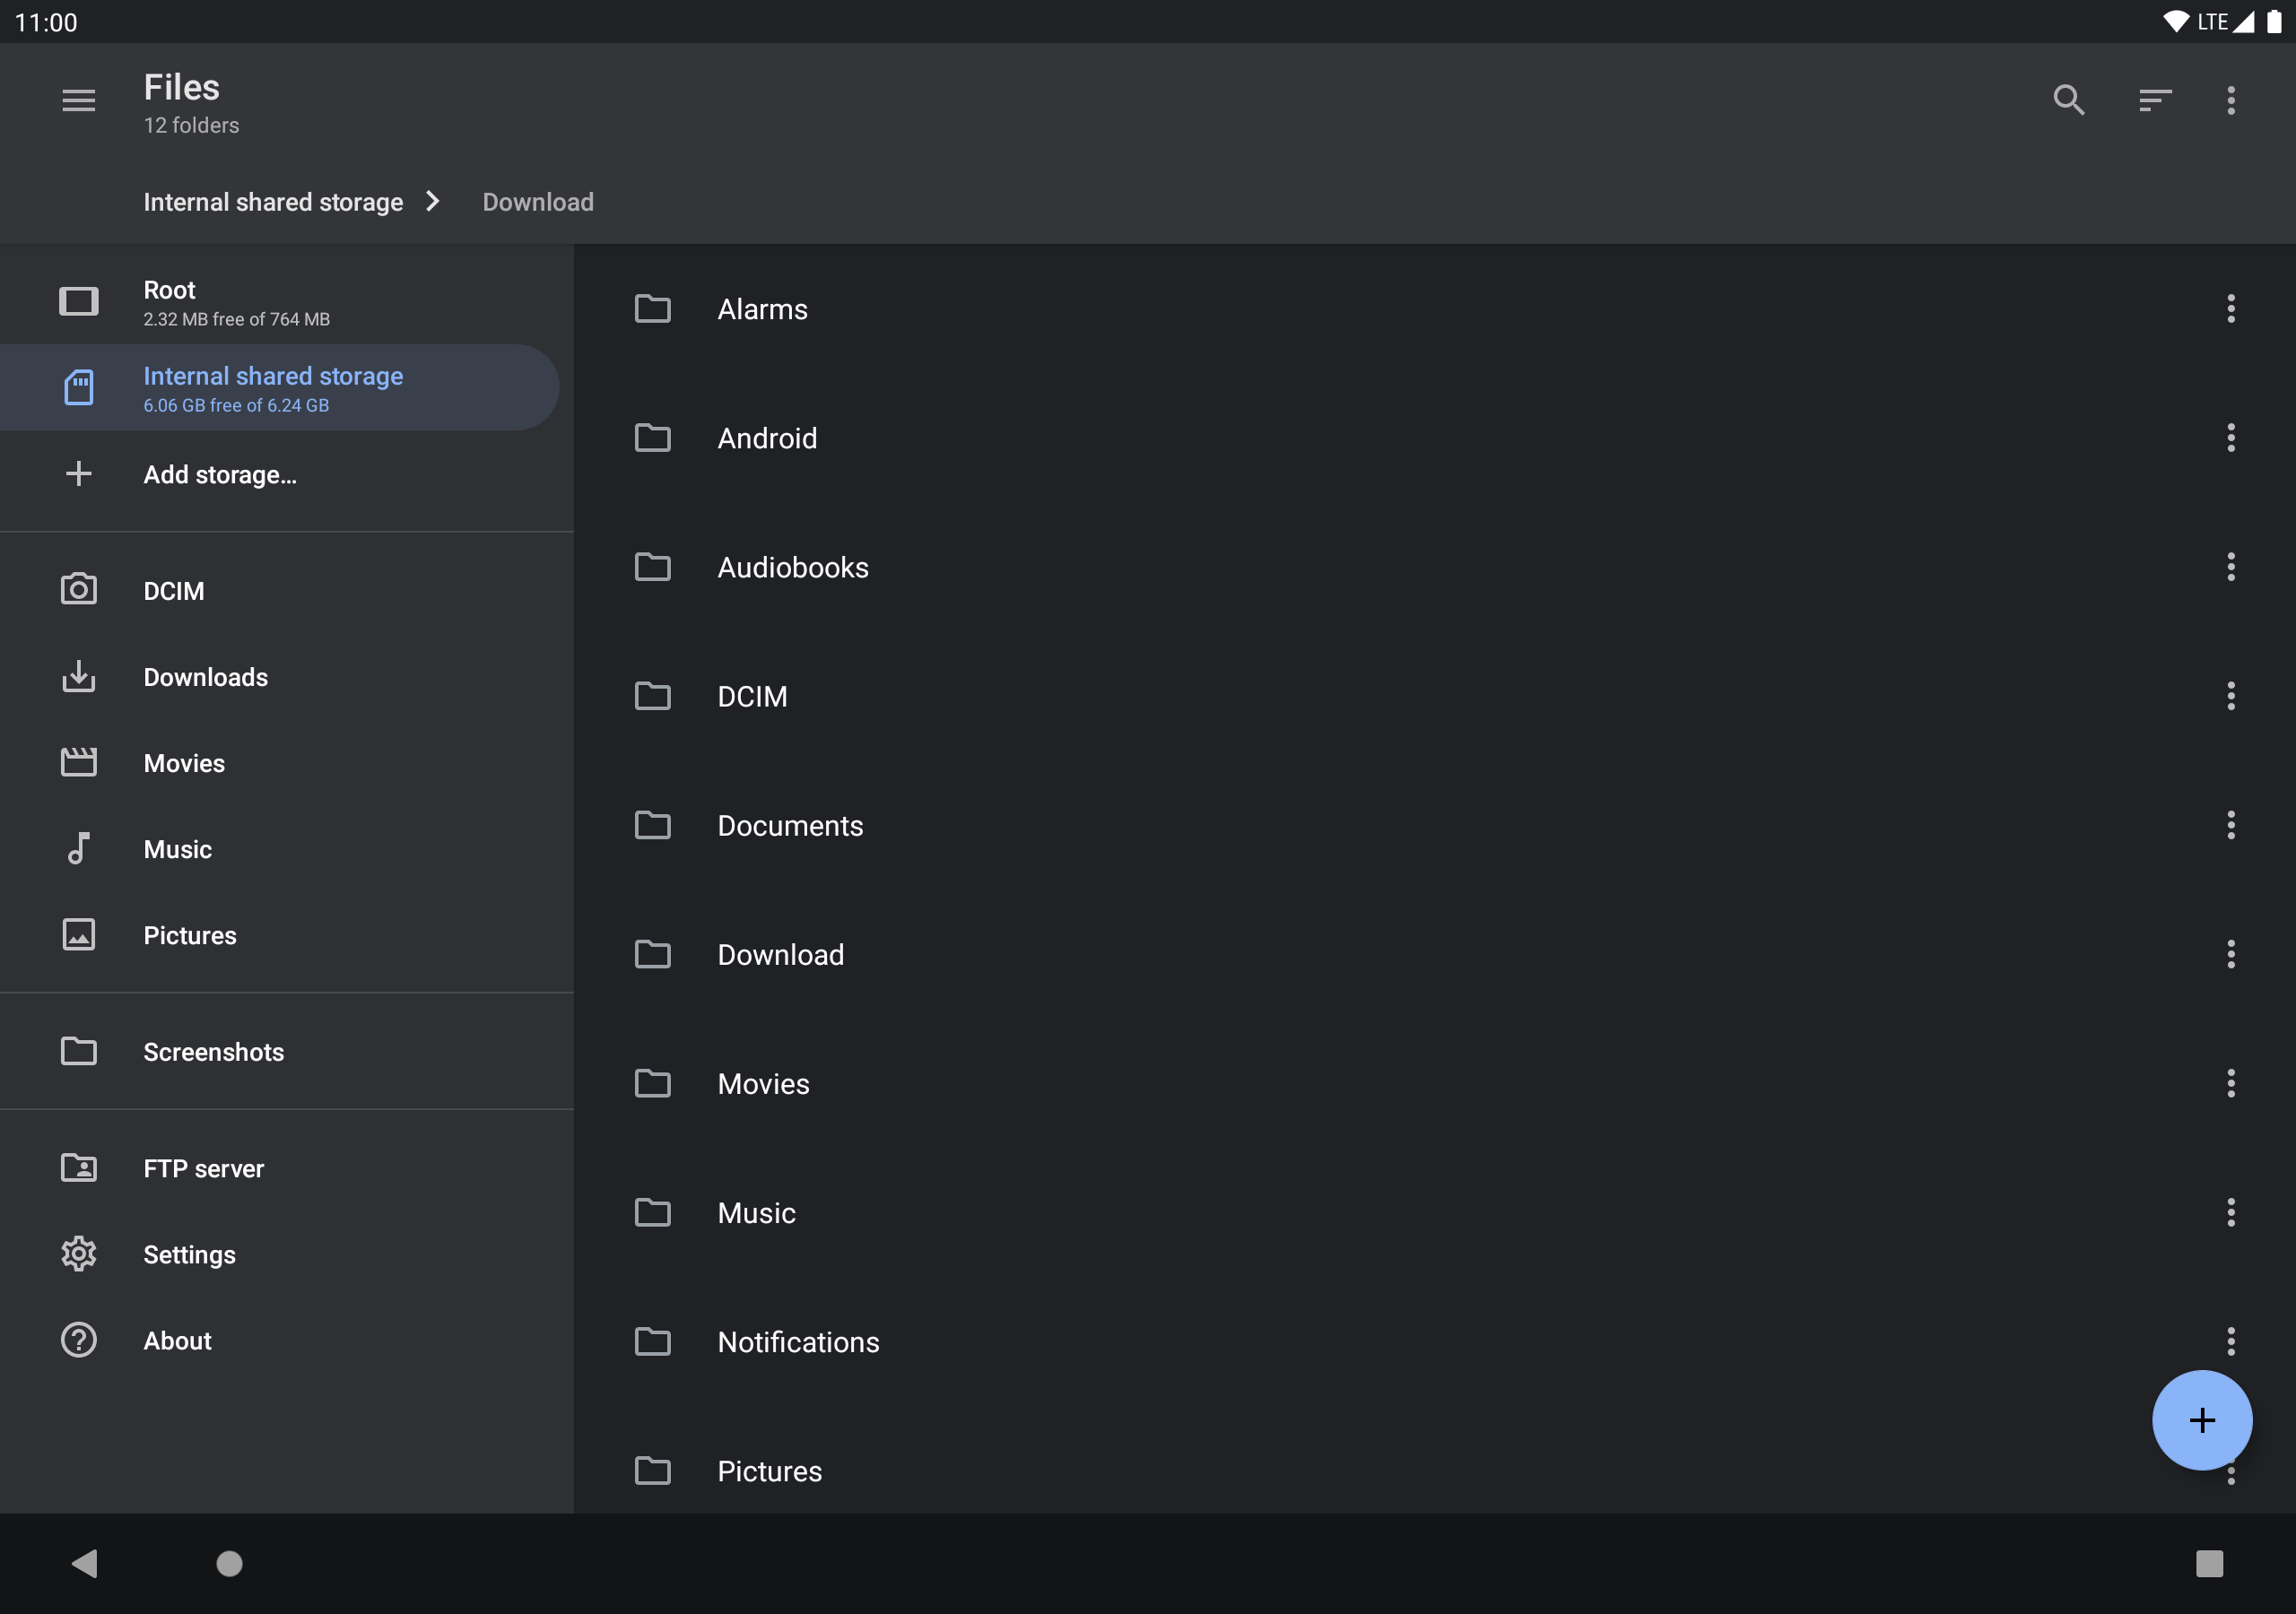 11:00
LTE
Files
12 folders
Internal shared storage
Download
Root
2.32 MB free of 764 MB
Internal shared storage
6.06 GB free of 6.24 GB
Add storage…
DCIM
Downloads
Movies
Music
Pictures
Screenshots
FTP server
Settings
About
Alarms
Android
Audiobooks
DCIM
Documents
Download
Movies
Music
Notifications
Pictures